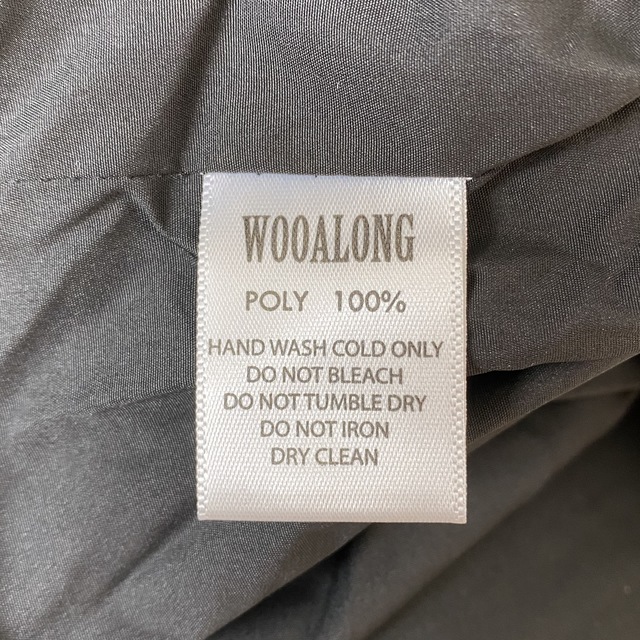 WOOALONG
POLY 100%
HAND WASH COLD ONLY
DO NOT BLEACH
DO NOT TUMBLE DRY
DO NOT IRON
DRY CLEAN